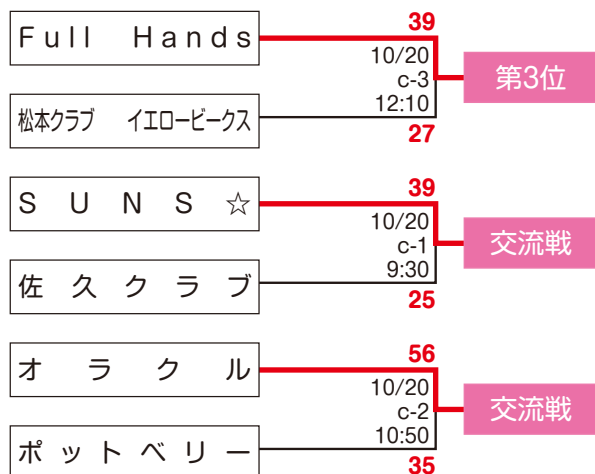 39
Full Hands
10/20
c-3
12:10
第3位
松本クラブ イエロービークス
27
39
SUNS☆
10/20
c-1
9:30
交流戦
佐久クラブ
25
56
オラクル
10/20
c-2
10:50
交流戦
ポットベリー
35